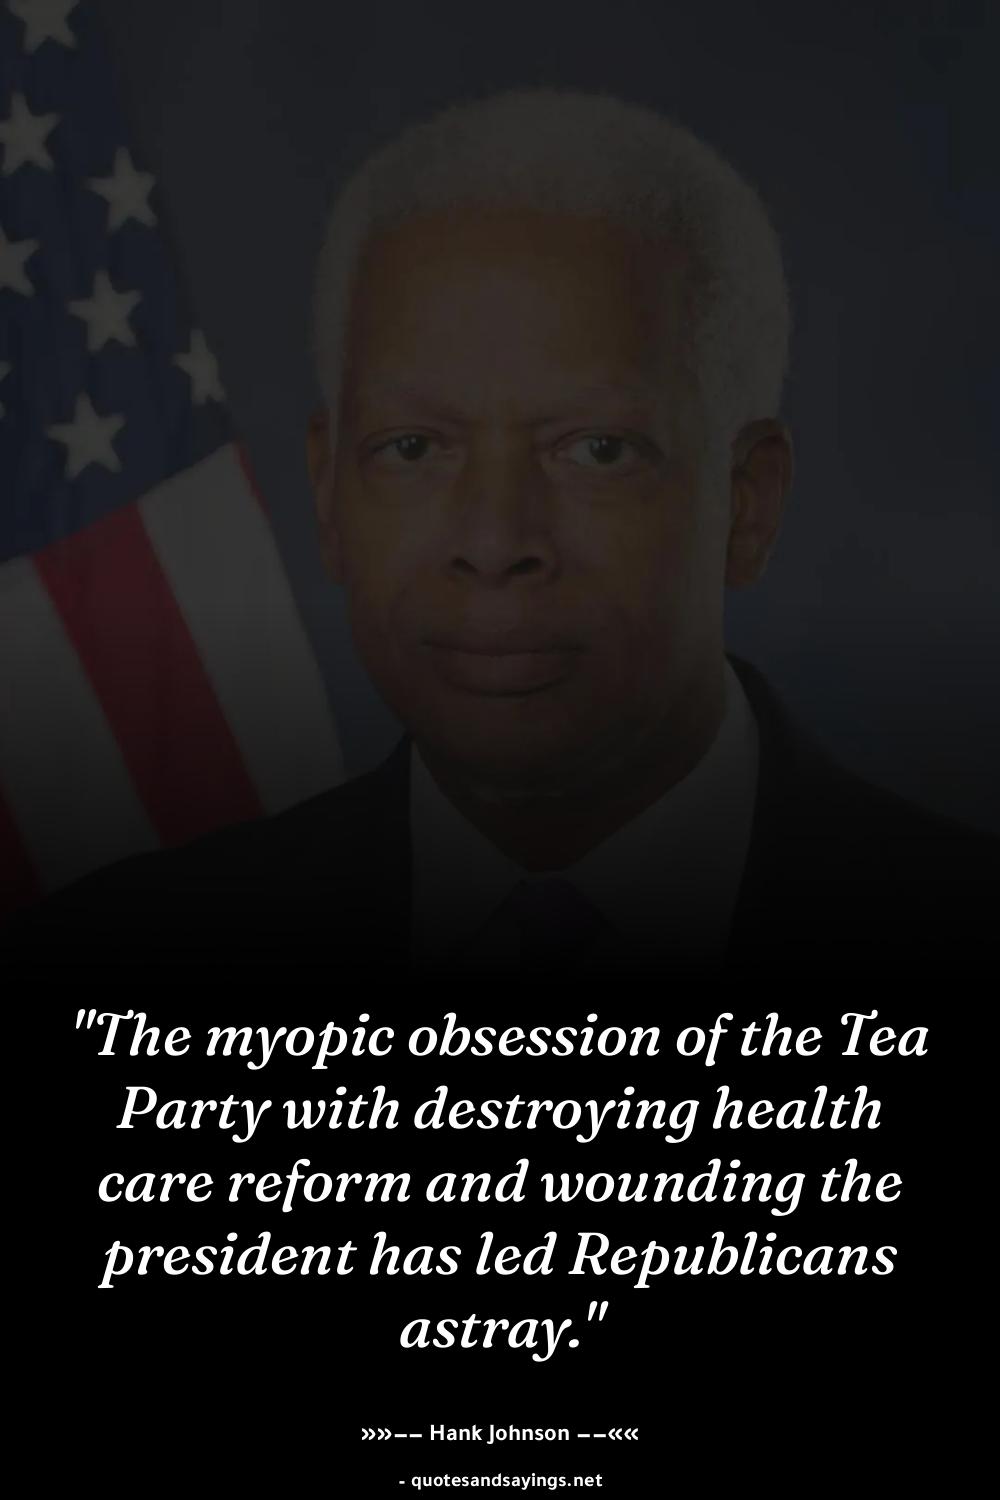 "The myopic obsession of the Tea
Party with destroying health
care reform and wounding the
president has led Republicans
astray."
»»−− Hank Johnson −−««
- quotesandsayings.net